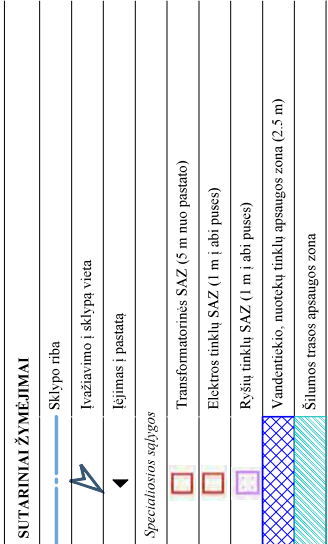 SUTARINIAI ŽYMĖJIMAI
Sklypo riba
Įvažiavimo į sklypą vieta
Įėjimas į pastatą
Specialiosios sąlygos
Transformatorinės SAZ (5 m nuo pastato)
Elektros tinklų SAZ (1 m į abi puses)
Ryšių tinklų SAZ (1 m į abi puses)
Vandentiekio, nuotekų tinklų apsaugos zona (2.5 m)
Šilumos trasos apsaugos zona